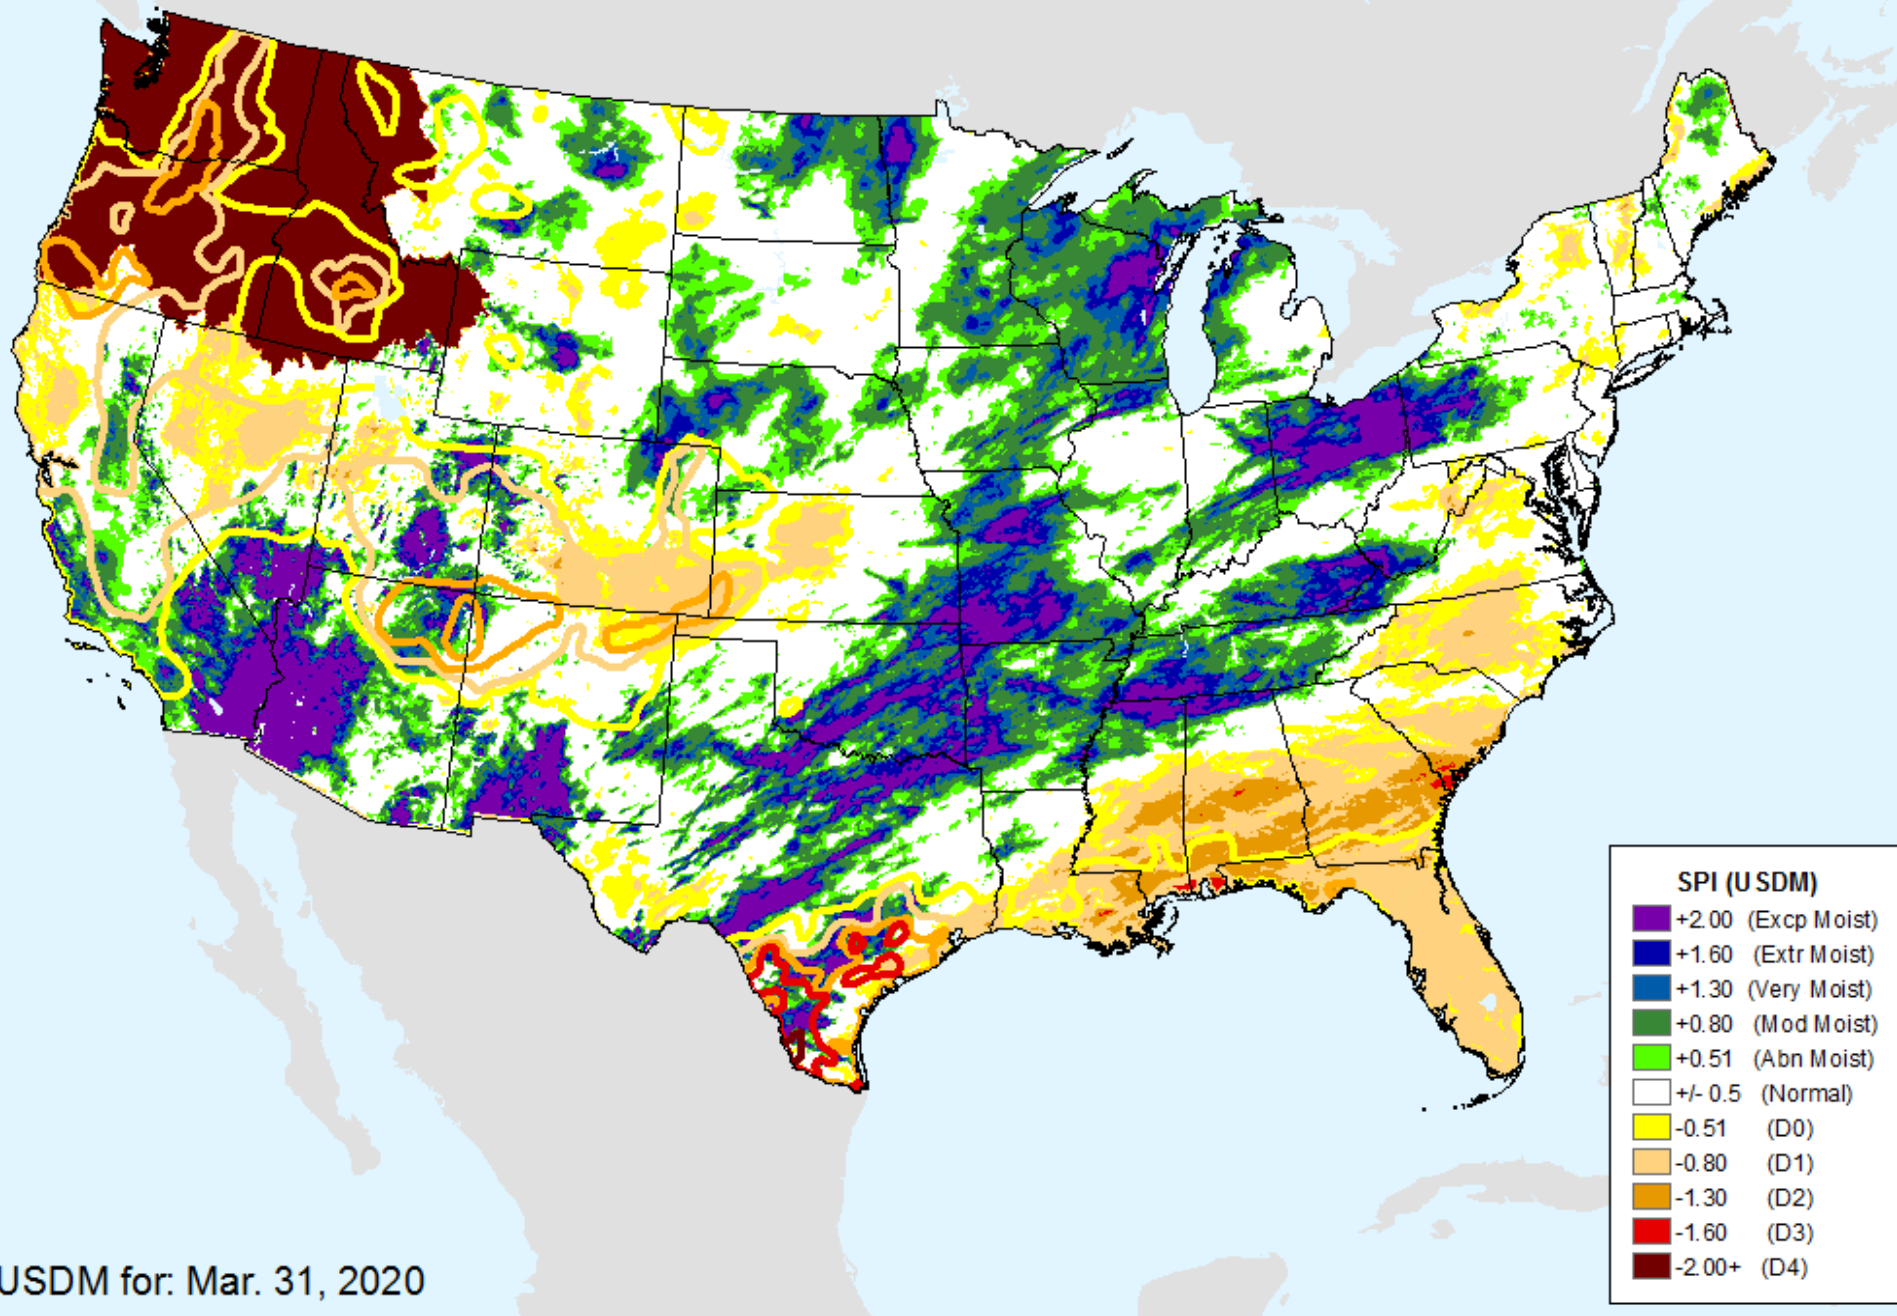 SPI (USDM)
+2.00 (Excp Moist)
+1.60 (Extr Moist)
+1.30 (Very Moist)
+0.80 (Mod Moist)
+0.51 (Abn Moist)
+/- 0.5 (Normal)
-0.51 (D0)
-0.80 (D1)
-1.30 (D2)
-1.60 (D3)
-2.00+ (D4)
USDM for: Mar. 31, 2020